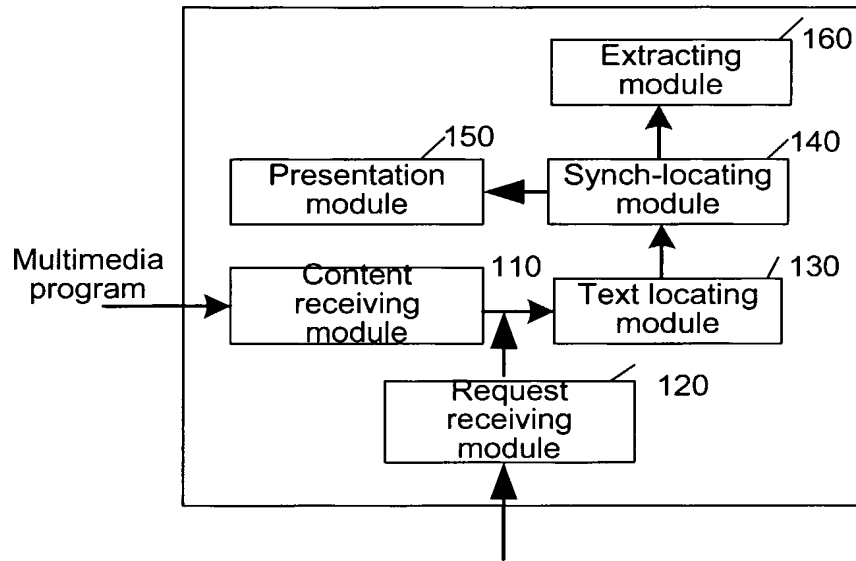 160
Extracting
module
150
140
Presentation
module
Synch-locating
module
Multimedia
program
110
130
Content
receiving
module
Text locating
module
120
Request
receiving
module